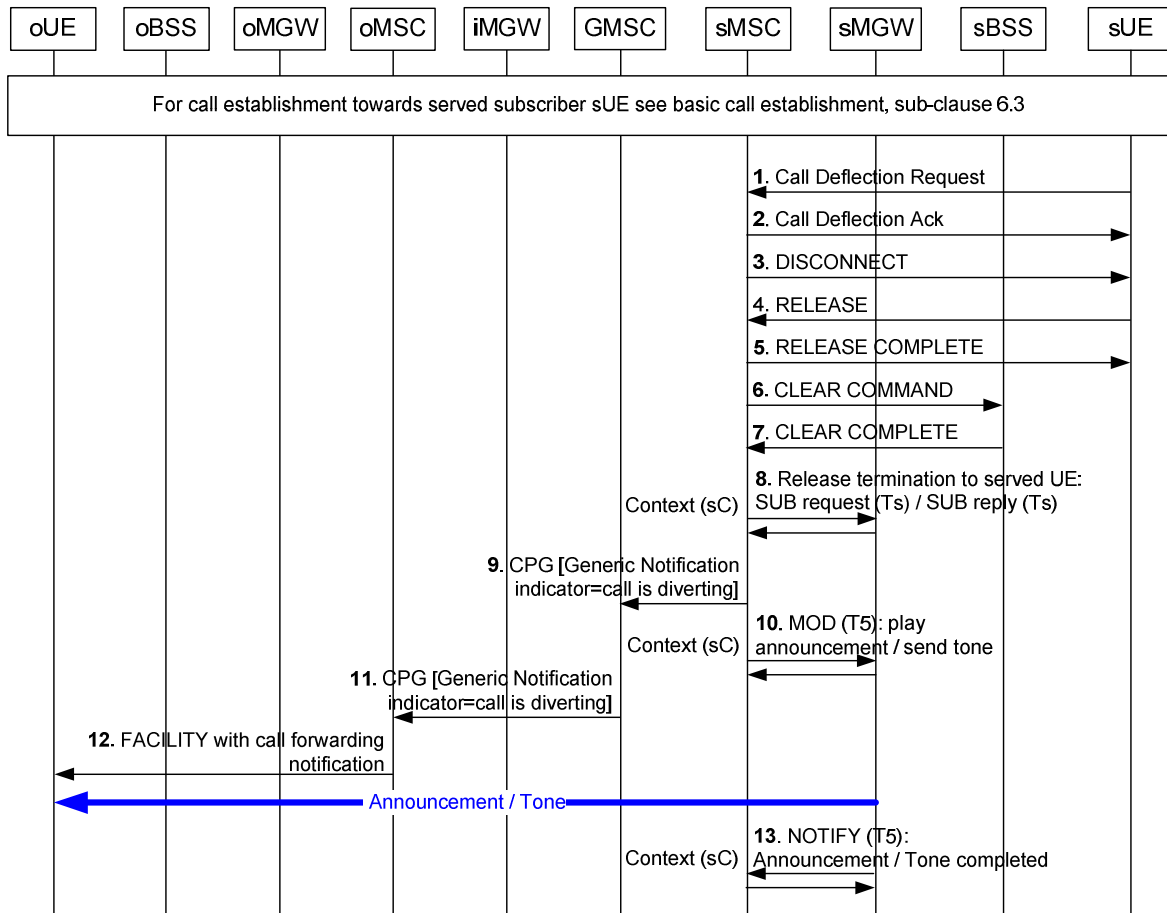 oUE oBSS oMGW oMSC iMGW GMSC sMSC sMGW sBSS sUE
For call establishment towards served subscriber sUE see basic call establishment, sub-clause 6.3
1. Call Deflection Request
2. Call Deflection Ack
3. DISCONNECT
4. RELEASE
5. RELEASE COMPLETE
6. CLEAR COMMAND
7. CLEAR COMPLETE
8. Release termination to served UE:
SUB request (Ts) / SUB reply (Ts)
Context (sC)
9. CPG [Generic Notification
indicator=call is diverting]
10. MOD (T5): play
announcement / send tone
Context (sC)
11. CPG [Generic Notification
indicator=call is diverting]
12. FACILITY with call forwarding
notification
Announcement / Tone
13. NOTIFY (T5):
Announcement / Tone completed
Context (sC)